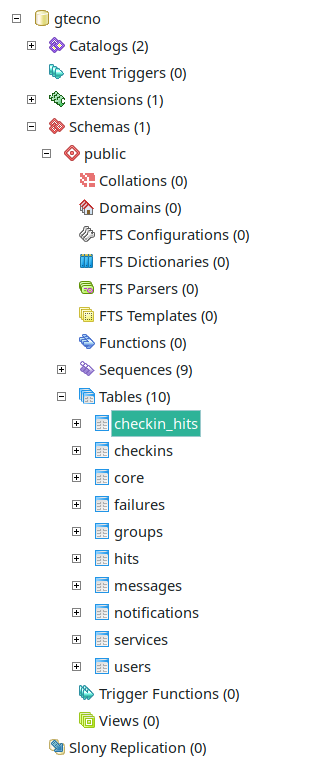 gtecno
Catalogs (2)
Event Triggers (0)
Extensions (1)
Schemas (1)
public
Collations (0)
Domains (0)
FTS Configurations (0)
FTS Dictionaries (0)
FTS Parsers (0)
FTS Templates (0)
Functions (0)
Sequences (9)
Tables (10)
checkin_hits
checkins
core
failures
groups
hits
messages
notifications
services
users
Trigger Functions (0)
Views (0)
Slony Replication (0)